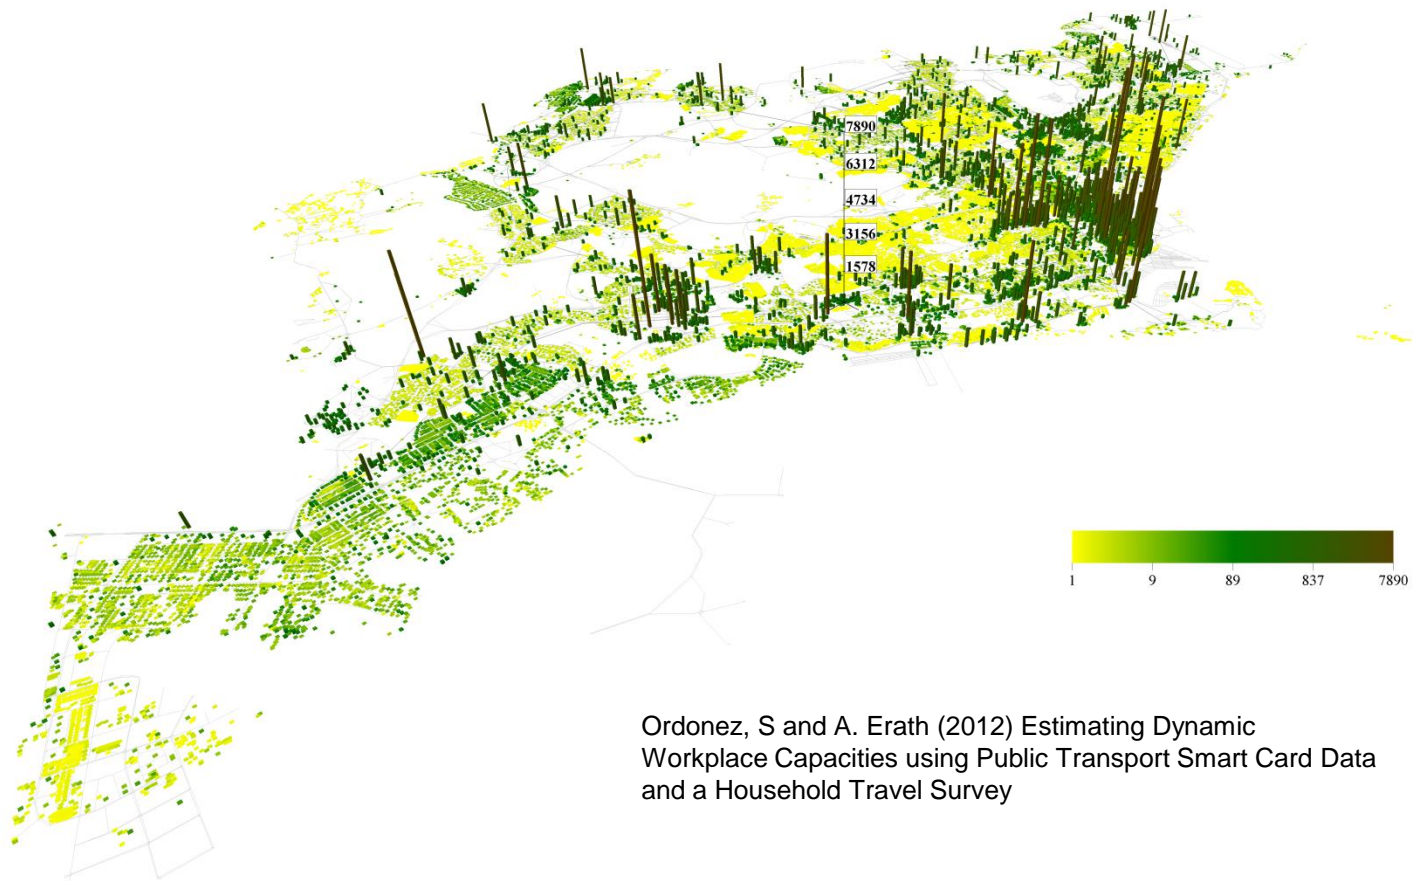 7890
6312
4734
3156
1578
1 9 89 837 7890
Ordonez, S and A. Erath (2012) Estimating Dynamic
Workplace Capacities using Public Transport Smart Card Data
and a Household Travel Survey